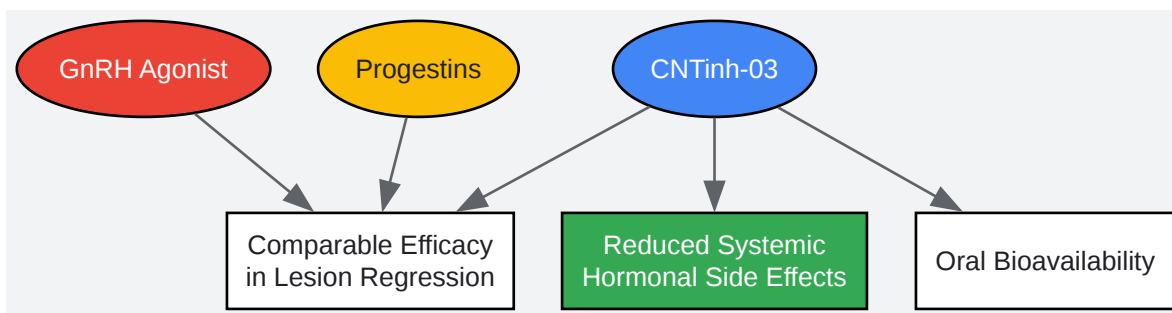 GnRH Agonist
Progestins
CNTinh-03
Comparable Efficacy
in Lesion Regression
Reduced Systemic
Hormonal Side Effects
Oral Bioavailability